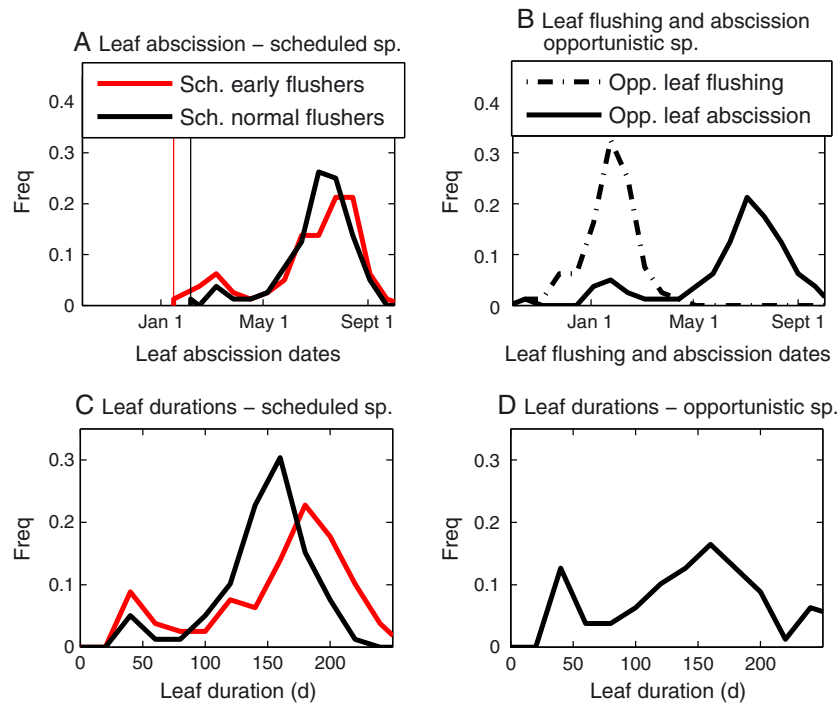 A Leaf abscission – scheduled sp.
Sch. early flushers
Sch. normal flushers
0.4
0.3
0.2
0.1
0
Freq
Jan 1
May 1
Sept 1
Leaf abscission dates
B Leaf flushing and abscission
opportunistic sp.
Opp. leaf flushing
Opp. leaf abscission
0.4
0.3
0.2
0.1
0
Freq
Jan 1
May 1
Sept 1
Leaf flushing and abscission dates
C Leaf durations – scheduled sp.
0.3
0.2
0.1
0
Freq
0
50
100
150
200
Leaf duration (d)
D Leaf durations – opportunistic sp.
0.3
0.2
0.1
0
Freq
0
50
100
150
200
Leaf duration (d)